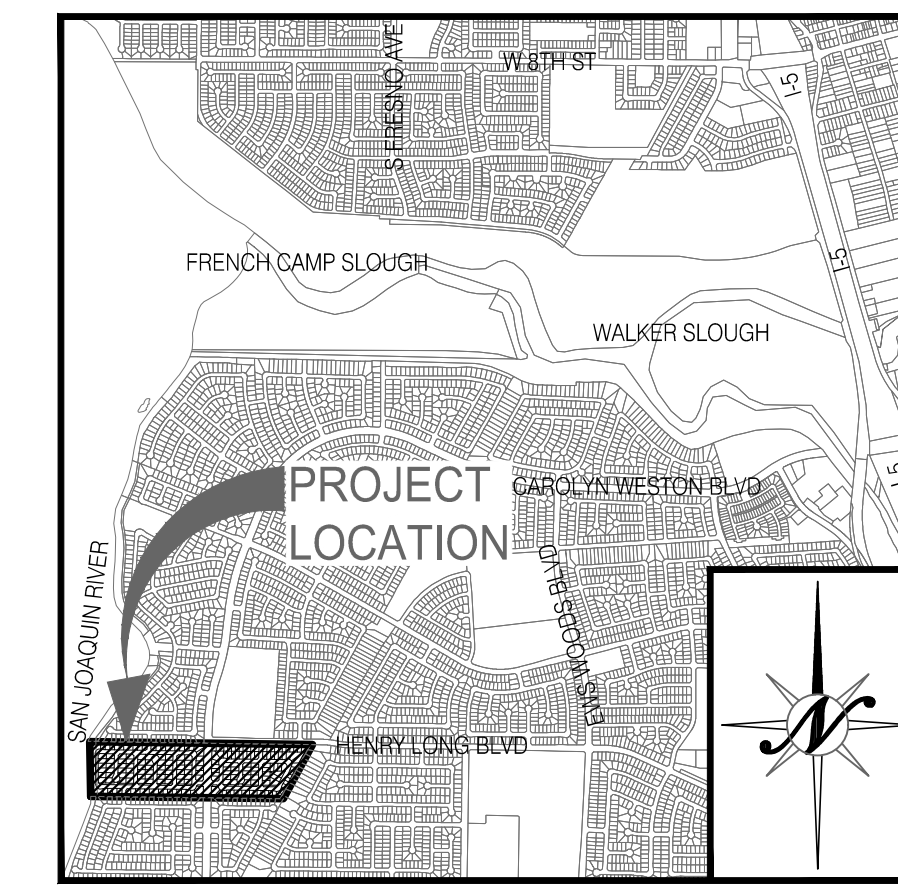 W 8TH ST
S FRESNO AVE
I-5
FRENCH CAMP SLOUGH
I-5
WALKER SLOUGH
PROJECT
LOCATION
CAROLYN WESTON BLVD
I-5
SAN JOAQUIN RIVER
EWS WOODS BLVD
HENRY LONG BLVD
N